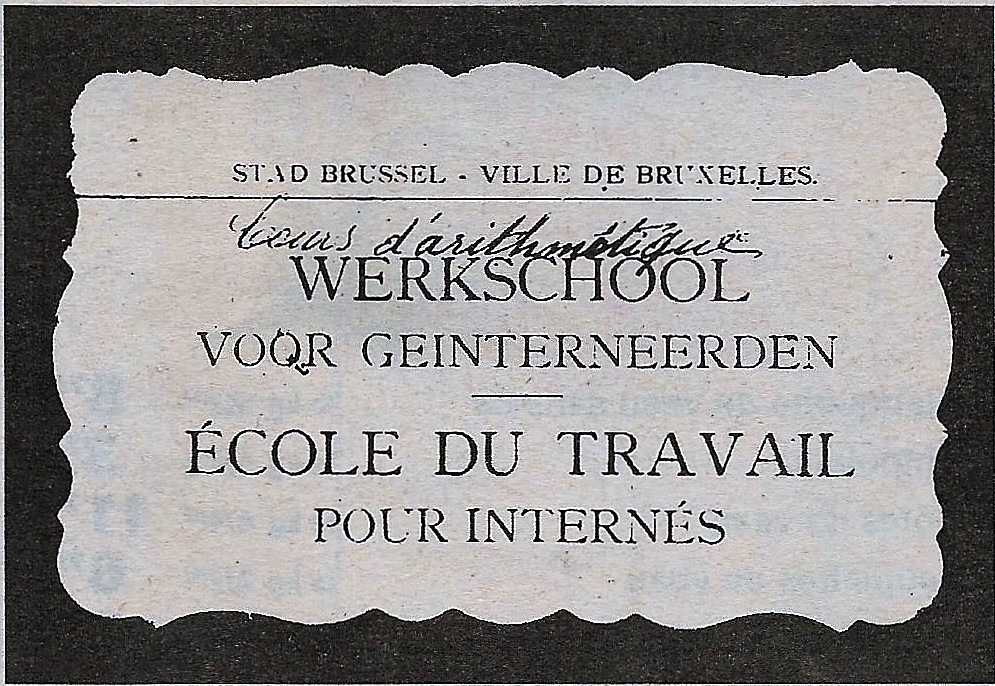 STAD BRUSSEL - VILLE DE BRUXELLES.
Cours d'arithmétique
WERKSCHOOL
VOOR GEINTERNEERDEN
ÉCOLE DU TRAVAIL
POUR INTERNÉS